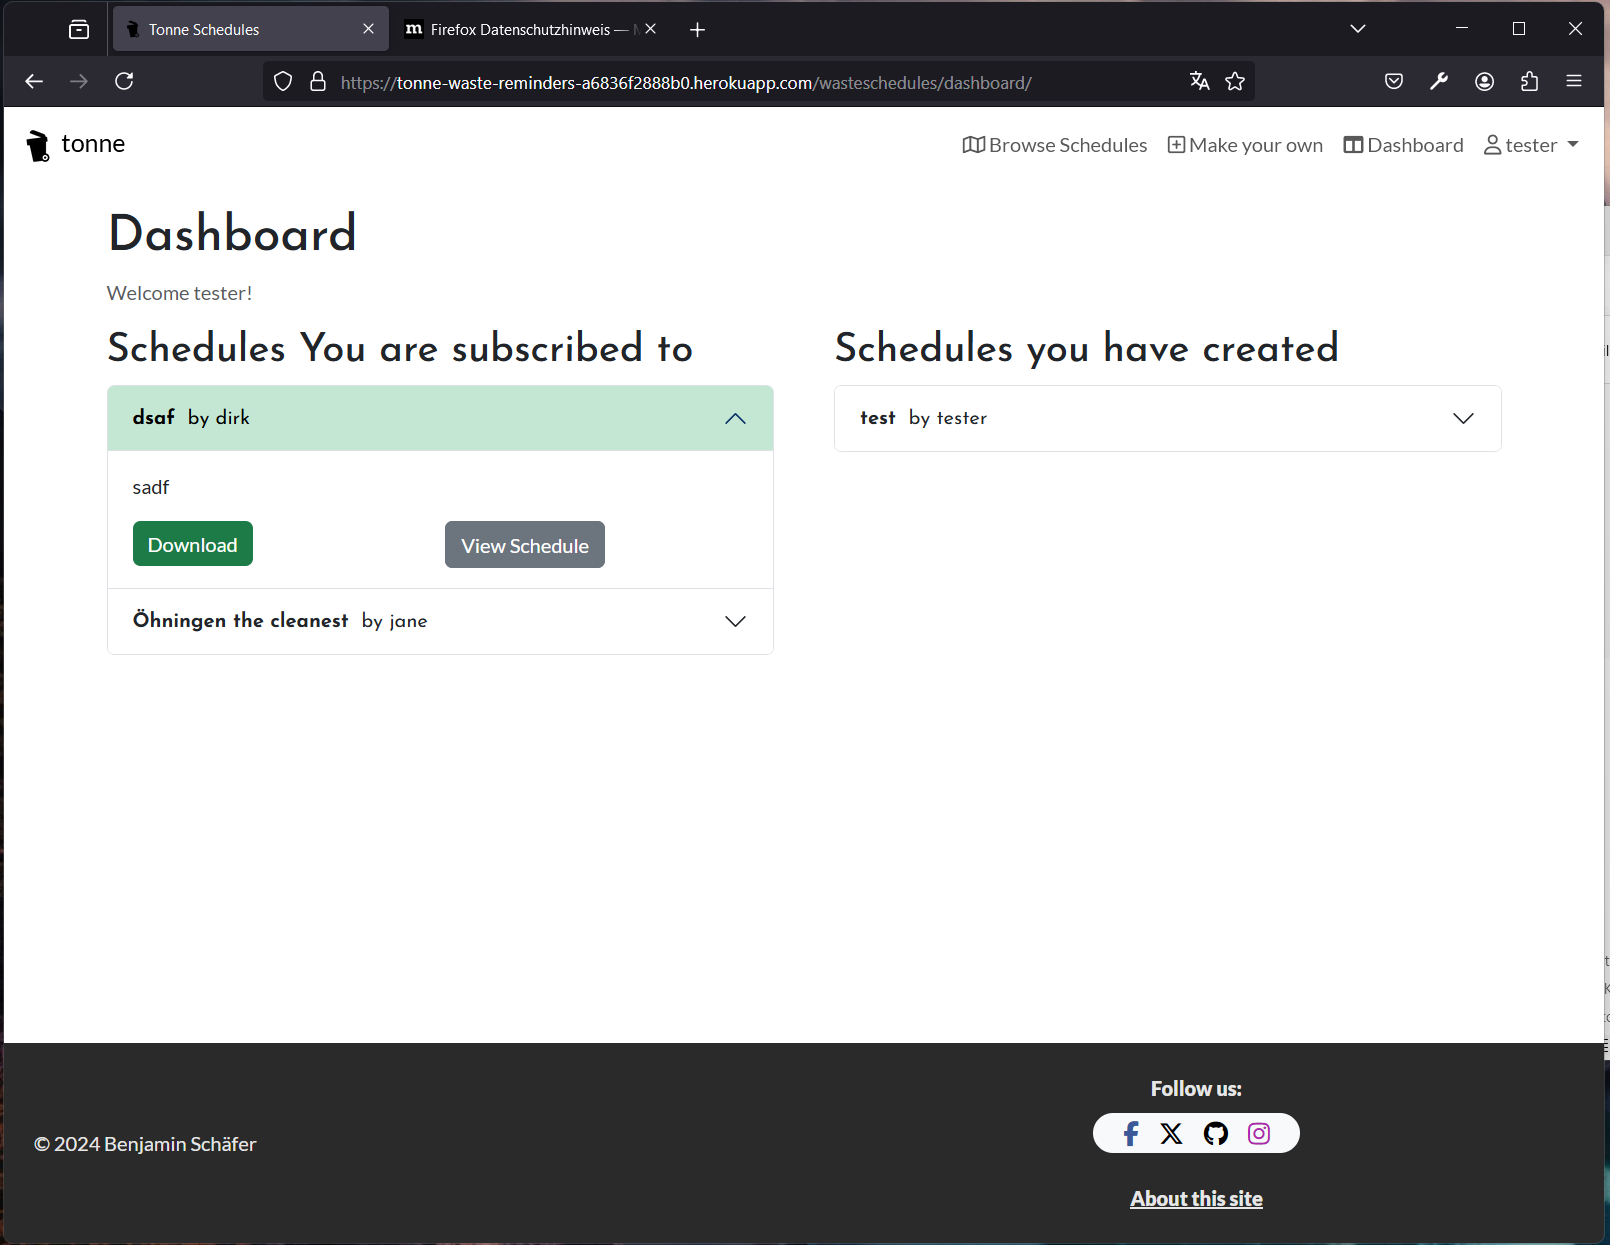 Tonne Schedules
Firefox Datenschutzhinweis —
https://tonne-waste-reminders-a6836f2888b0.herokuapp.com/wasteschedules/dashboard/
tonne
Browse Schedules Make your own Dashboard tester
Dashboard
Welcome tester!
Schedules You are subscribed to
dsaf by dirk
sadf
Download View Schedule
Öhningen the cleanest by jane
Schedules you have created
test by tester
Follow us:
© 2024 Benjamin Schäfer
About this site